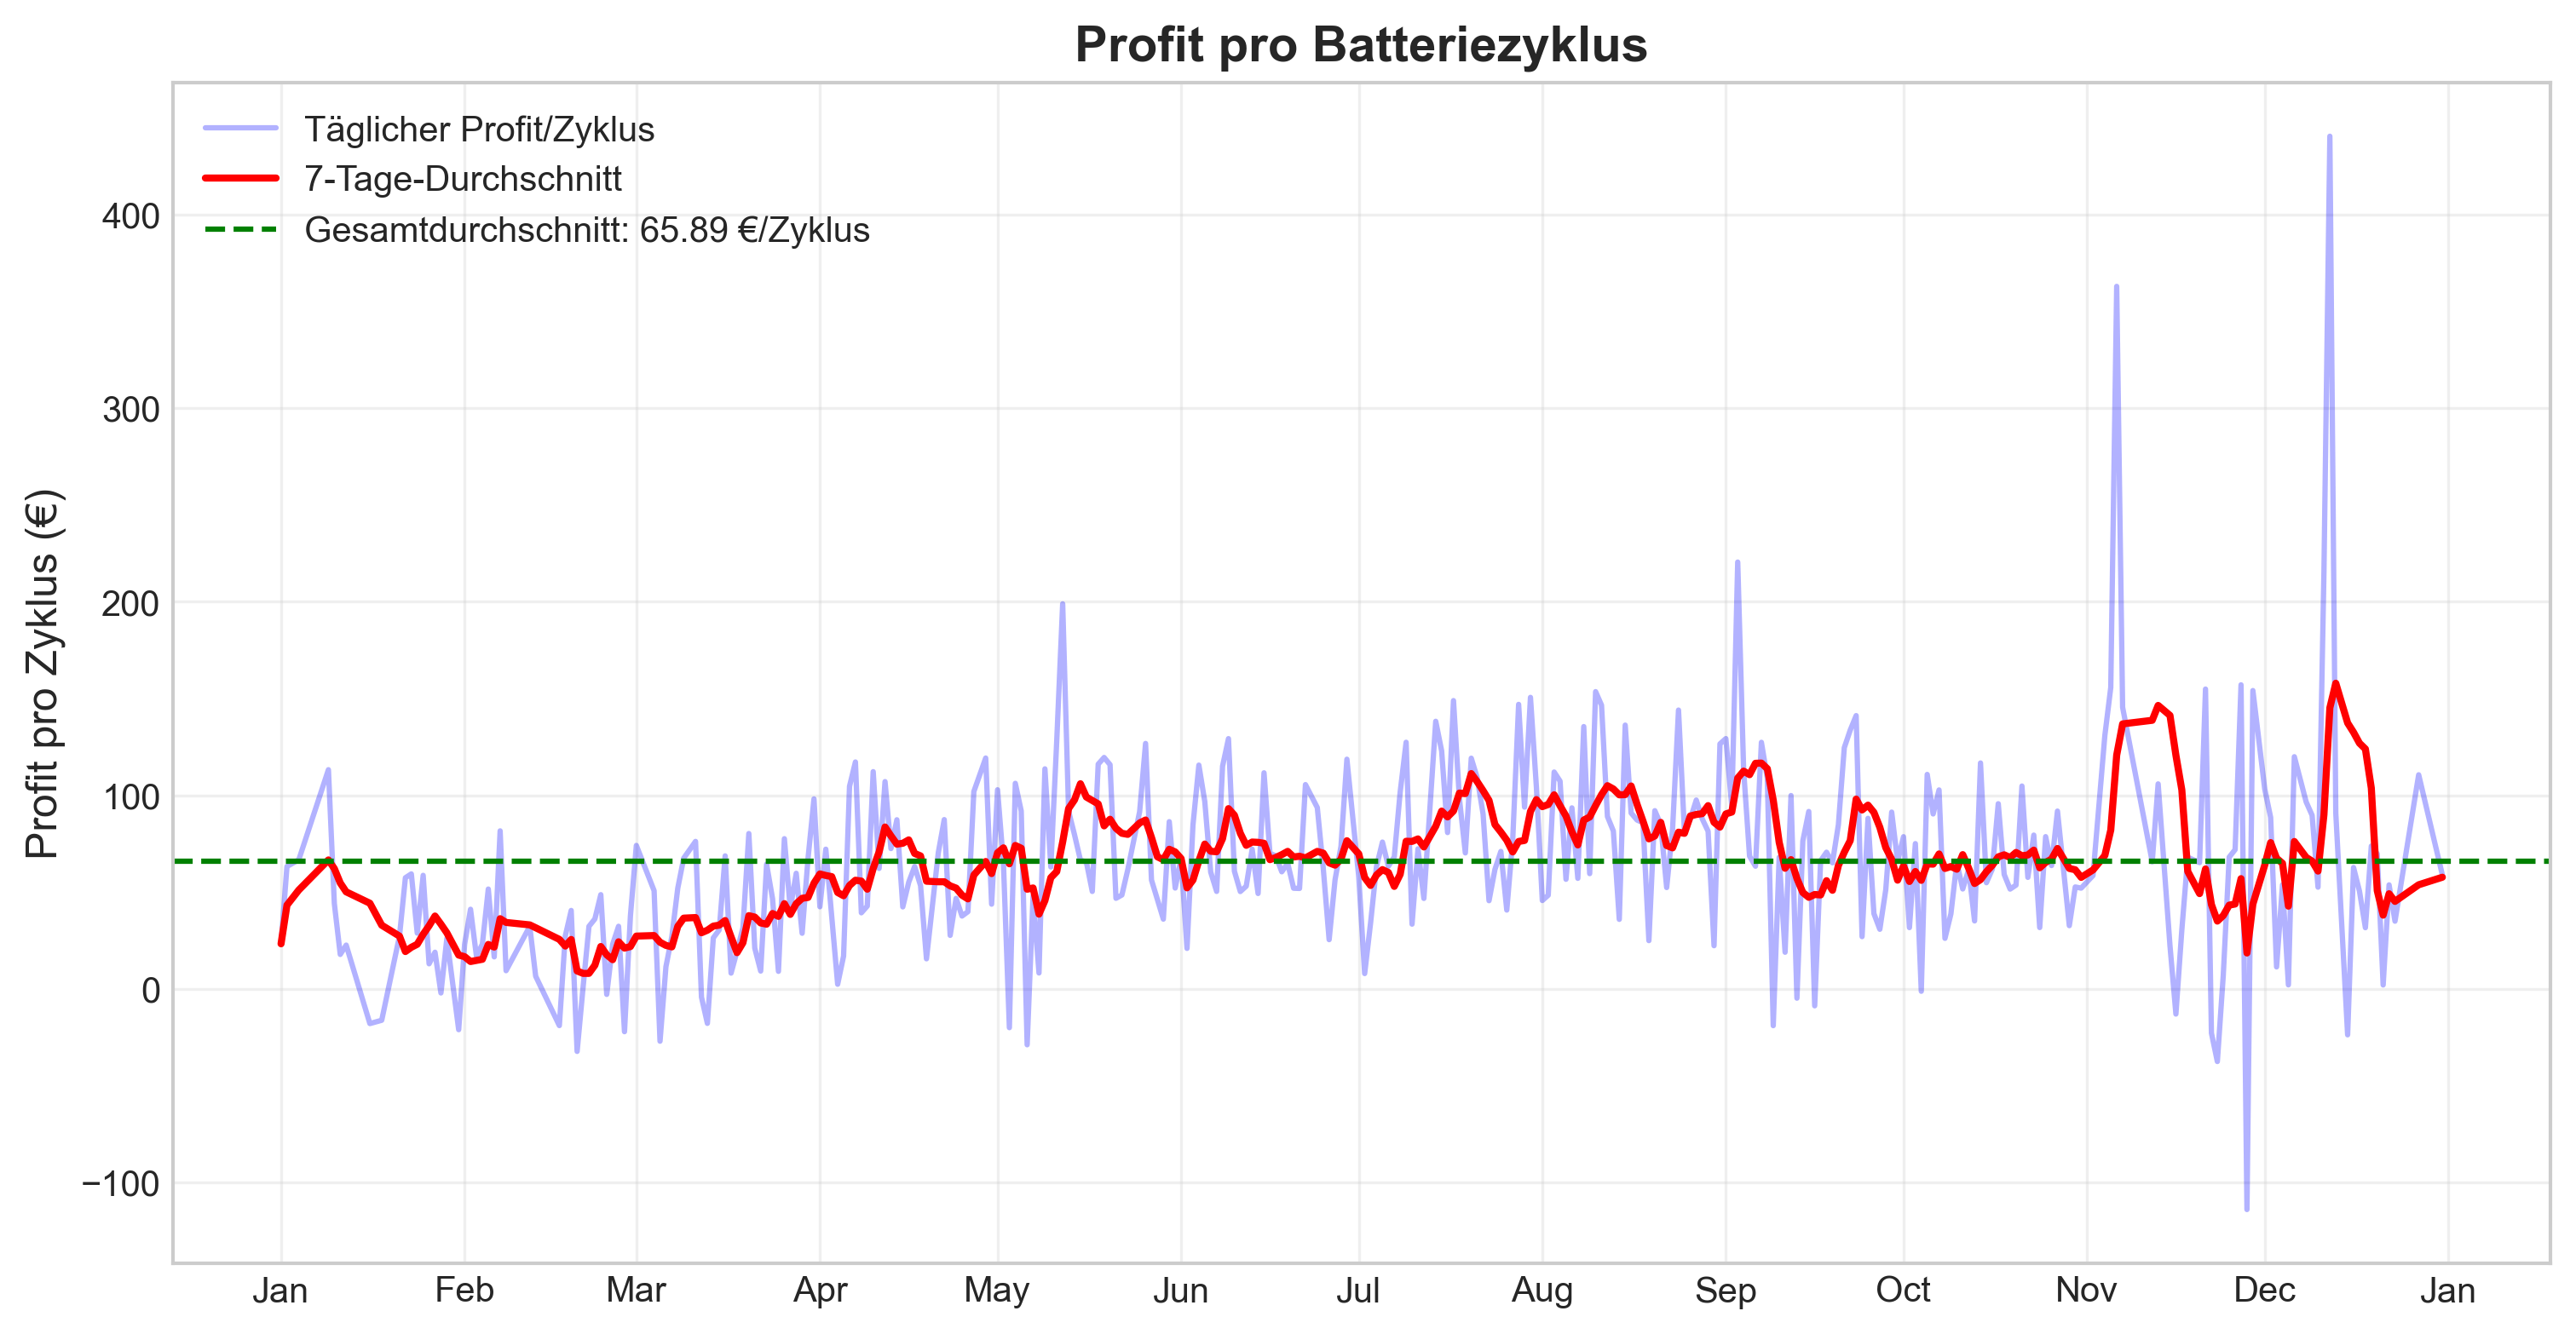 Profit pro Batteriezyklus
Täglicher Profit/Zyklus
7-Tage-Durchschnitt
Gesamtdurchschnitt: 65.89 €/Zyklus
Profit pro Zyklus (€)
400
300
200
100
0
−100
Jan Feb Mar Apr May Jun Jul Aug Sep Oct Nov Dec Jan